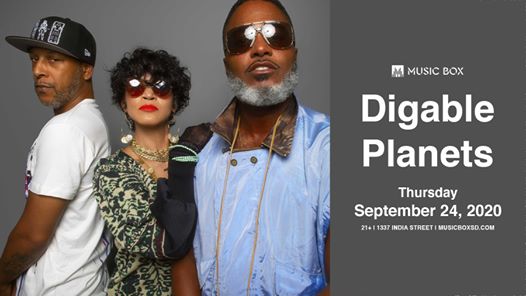 MUSIC BOX
Digable
Planets
Thursday
September 24, 2020
21+ | 1337 INDIA STREET | MUSICBOXSD.COM